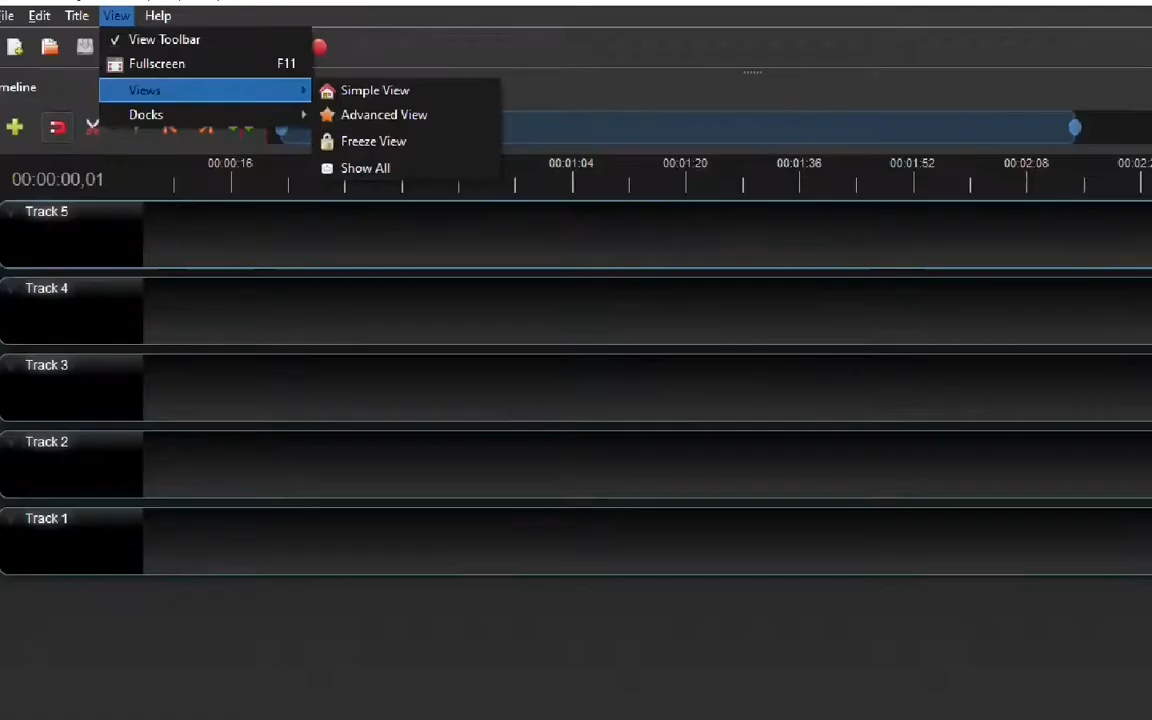 ile Edit Title View Help
✓ View Toolbar
Fullscreen F11
meline
Views
Simple View
Docks
Advanced View
Freeze View
Show All
00:00:16 00:01:04 00:01:20 00:01:36 00:01:52 00:02:08 00:02:
00:00:00,01
Track 5
Track 4
Track 3
Track 2
Track 1